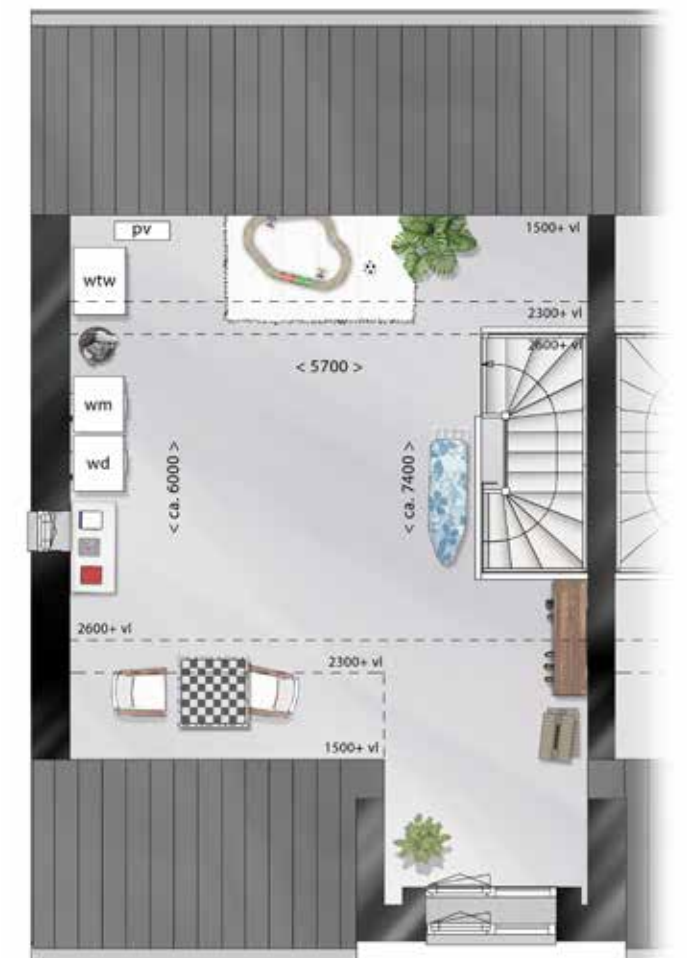 pv
1500+ vl
wtw
2300+ vl
2600+ vl
< 5700 >
wm
wd
< ca. 6000 >
< ca. 7400 >
2600+ vl
2300+ vl
1500+ vl